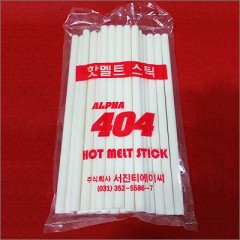 핫멜트 스틱
ALPHA
404
HOT MELT STICK
주식회사 서진티에이씨
(031) 352-5586~7